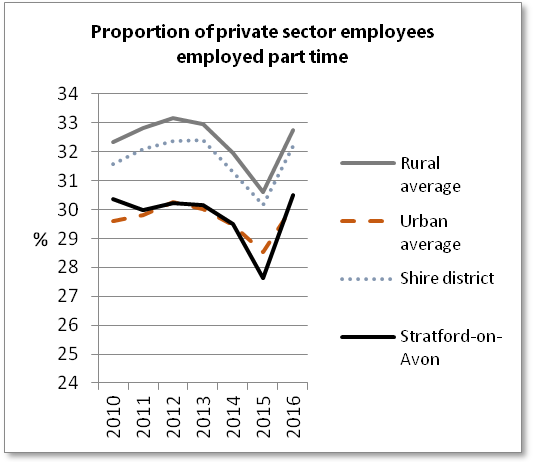 Proportion of private sector employees
employed part time
34
33
32
31
30
29
28
27
26
25
24
%
2010
2011
2012
2013
2014
2015
2016
Rural
average
Urban
average
Shire district
Stratford-on-
Avon